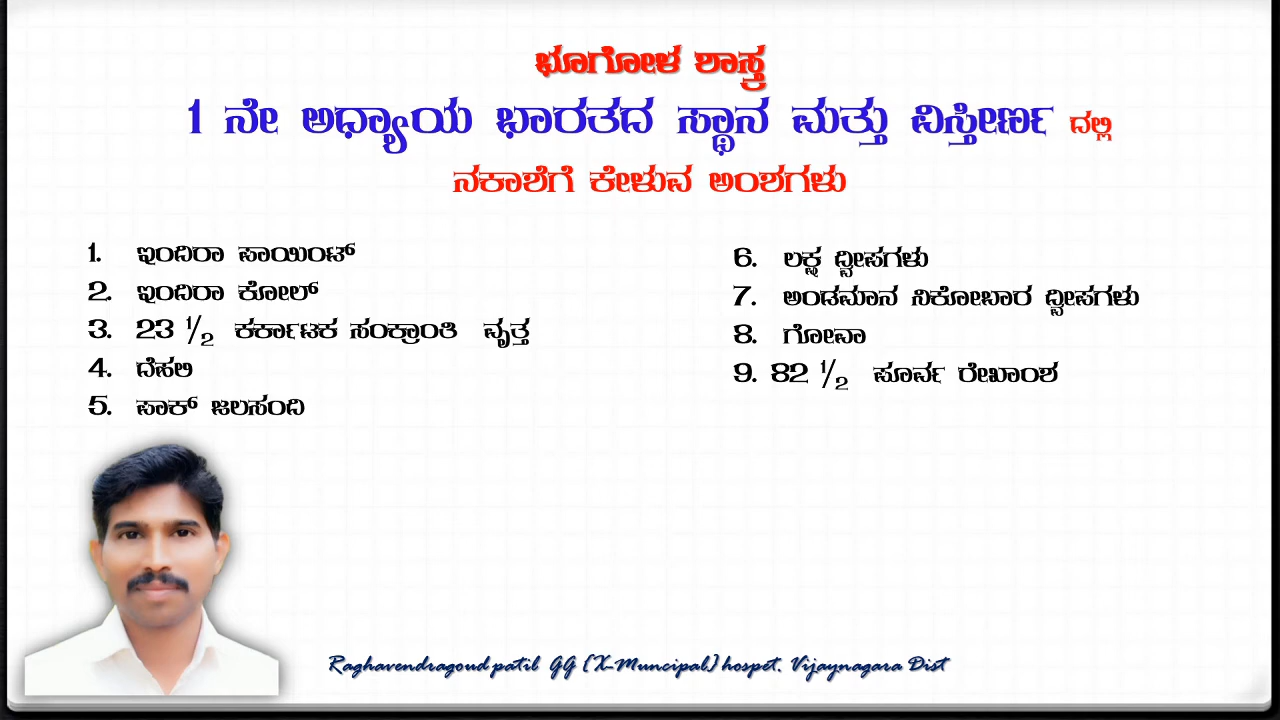 ಭೂಗೋಳ ಶಾಸ್ತ್ರ
1 ನೇ ಅಧ್ಯಾಯ ಭಾರತದ ಸ್ಥಾನ ಮತ್ತು ವಿಸ್ತೀರ್ಣ ದಲ್ಲಿ
ನಕಾಶೆಗೆ ಕೇಳುವ ಅಂಶಗಳು
1. ಇಂದಿರಾ ಪಾಯಿಂಟ್
2. ಇಂದಿರಾ ಕೋಲ್
3. 23 1/2 ಕರ್ಕಾಟಕ ಸಂಕ್ರಾಂತಿ ವೃತ್ತ
4. ದೆಹಲಿ
5. ಪಾಕ್ ಜಲಸಂದಿ
6. ಲಕ್ಷ ದ್ವೀಪಗಳು
7. ಅಂಡಮಾನ ನಿಕೋಬಾರ ದ್ವೀಪಗಳು
8. ಗೋವಾ
9. 82 1/2 ಪೂರ್ವ ರೇಖಾಂಶ
Raghavendragoud patil GG (X-Muncipal) hospet. Vijaynagara Dist